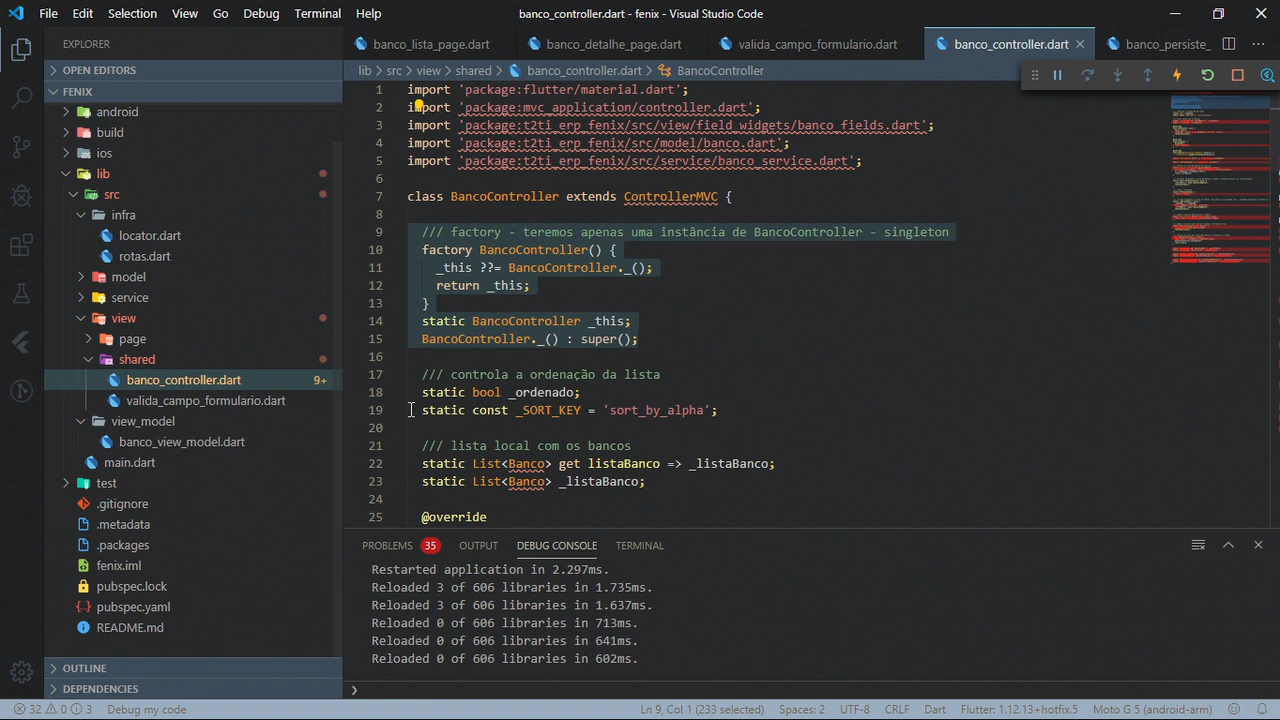 File Edit Selection View Go Debug Terminal Help
banco_controller.dart - fenix - Visual Studio Code
EXPLORER
OPEN EDITORS
FENIX
android
build
ios
lib
src
infra
locator.dart
rotas.dart
model
service
view
page
shared
banco_controller.dart 9+
valida_campo_formulario.dart
view_model
banco_view_model.dart
main.dart
test
.gitignore
.metadata
.packages
fenix.iml
pubspec.lock
pubspec.yaml
README.md
OUTLINE
DEPENDENCIES
banco_lista_page.dart
banco_detalhe_page.dart
valida_campo_formulario.dart
banco_controller.dart
banco_persiste_
lib > src > view > shared > banco_controller.dart > BancoController
1 import 'package:flutter/material.dart';
2 import 'package:mvc_application/controller.dart';
3 import 'package:t2ti_erp_fenix/src/view/field_widgets/banco_fields.dart';
4 import 'package:t2ti_erp_fenix/src/model/banco.dart';
5 import 'package:t2ti_erp_fenix/src/service/banco_service.dart';
6
7 class BancoController extends ControllerMVC {
8
9 /// factory - teremos apenas uma instância de BancoController - singleton
10 factory BancoController() {
11 _this ??= BancoController._();
12 return _this;
13 }
14 static BancoController _this;
15 BancoController._() : super();
16
17 /// controla a ordenação da lista
18 static bool _ordenado;
19 static const _SORT_KEY = 'sort_by_alpha';
20
21 /// lista local com os bancos
22 static List<Banco> get listaBanco => _listaBanco;
23 static List<Banco> _listaBanco;
24
25 @override
PROBLEMS 35 OUTPUT DEBUG CONSOLE TERMINAL
Restarted application in 2.297ms.
Reloaded 3 of 606 libraries in 1.735ms.
Reloaded 3 of 606 libraries in 1.637ms.
Reloaded 0 of 606 libraries in 713ms.
Reloaded 0 of 606 libraries in 641ms.
Reloaded 0 of 606 libraries in 602ms.
32 0 3 Debug my code
Ln 9, Col 1 (233 selected) Spaces: 2 UTF-8 CRLF Dart Flutter: 1.12.13+hotfix.5 Moto G 5 (android-arm)